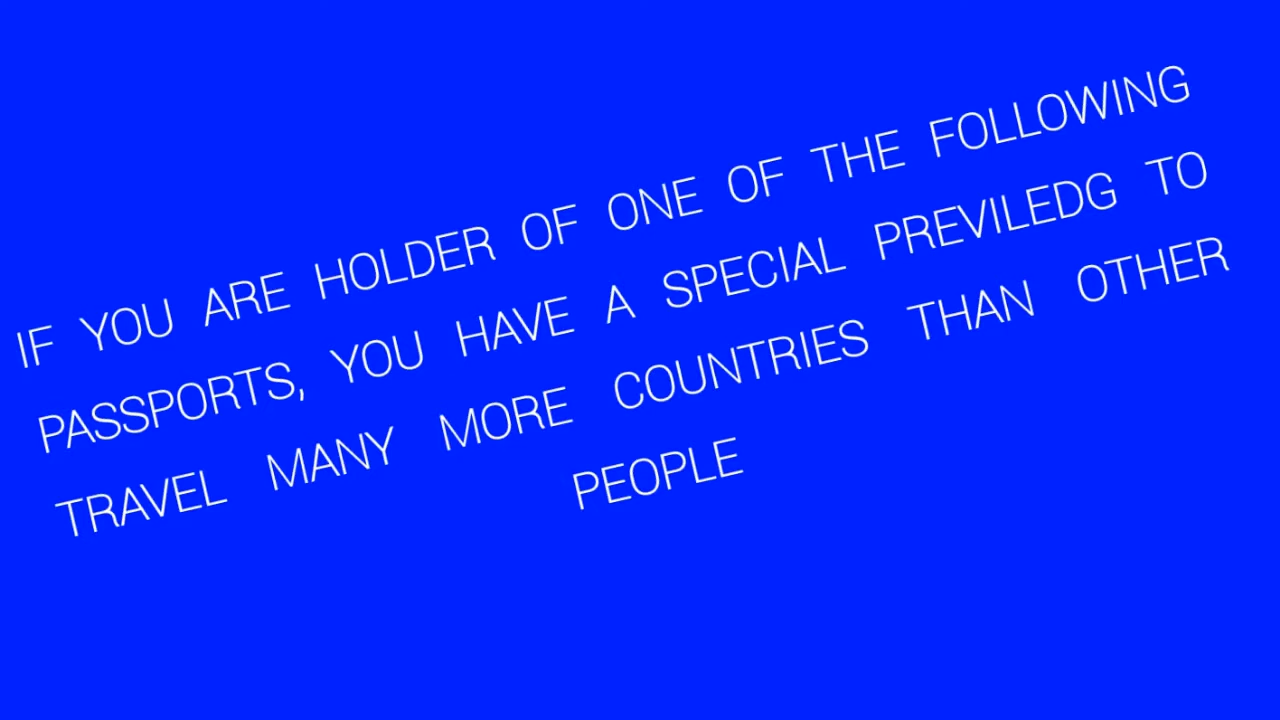 IF YOU ARE HOLDER OF ONE OF THE FOLLOWING
PASSPORTS, YOU HAVE A SPECIAL PREVILEDG TO
TRAVEL MANY MORE COUNTRIES THAN OTHER
PEOPLE